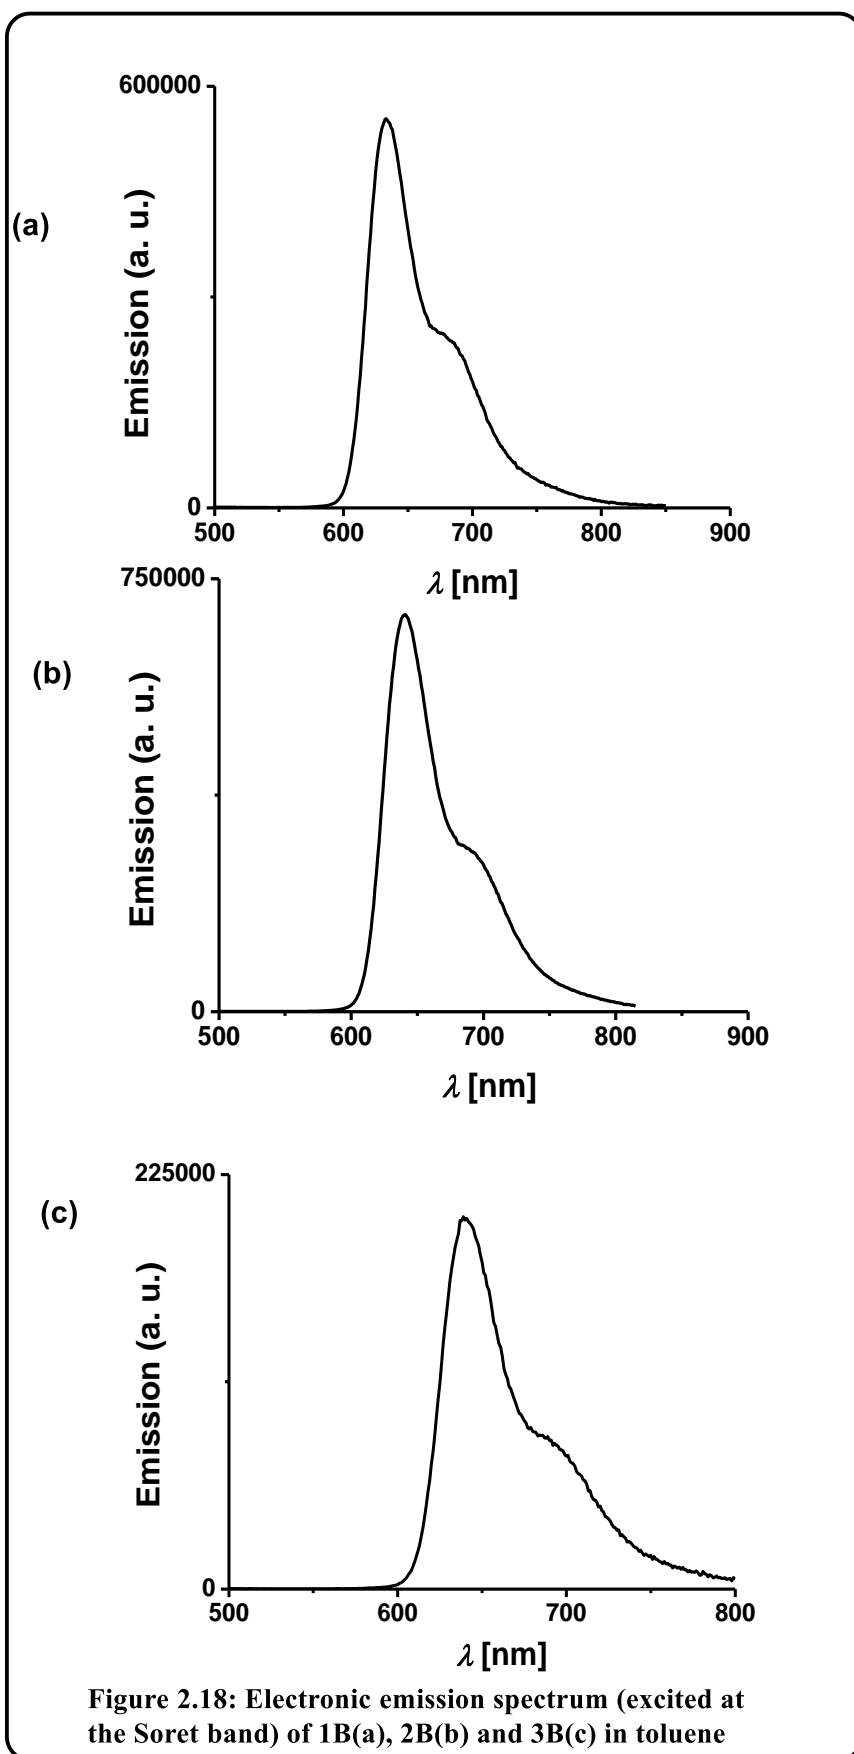 600000
(a)
Emission (a. u.)
0
500 600 700 800 900
λ [nm]
750000
(b)
Emission (a. u.)
0
500 600 700 800 900
λ [nm]
225000
(c)
Emission (a. u.)
0
500 600 700 800
λ [nm]
Figure 2.18: Electronic emission spectrum (excited at
the Soret band) of 1B(a), 2B(b) and 3B(c) in toluene